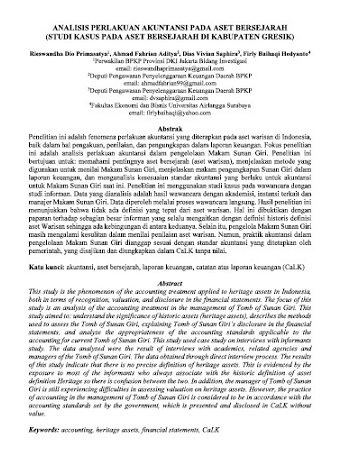 ANALISIS PERLAKUAN AKUNTANSI PADA ASET BERSEJARAH
(STUDI KASUS PADA ASET BERSEJARAH DI KABUPATEN GRESIK)
Rieswandha Dio Primasatya¹, Ahmad Fahrian Aditya², Dias Vivian Saphira³, Firly Baihaqi Hedyanto⁴
¹Perwakilan BPKP Provinsi DKI Jakarta Bidang Investigasi
email: rieswandhaprimasatya@gmail.com
²Deputi Pengawasan Penyelenggaraan Keuangan Daerah BPKP
email: ahmadfahrian99@gmail.com
³Deputi Pengawasan Penyelenggaraan Keuangan Daerah BPKP
email: dvsaphira@gmail.com
⁴Fakultas Ekonomi dan Bisnis Universitas Airlangga Surabaya
email: firlybaihaqi@gmail.com
Abstrak
Penelitian ini adalah fenomena perlakuan akuntansi yang diterapkan pada aset warisan di Indonesia,
baik dalam hal pengakuan, penilaian, dan pengungkapan dalam laporan keuangan. Fokus penelitian
ini adalah analisis perlakuan akuntansi dalam pengelolaan Makam Sunan Giri. Penelitian ini
bertujuan untuk: memahami pentingnya aset bersejarah (aset warisan), menjelaskan metode yang
digunakan untuk menilai Makam Sunan Giri, menjelaskan makam pengungkapan Sunan Giri dalam
laporan keuangan, dan menganalisis kesesuaian standar akuntansi yang berlaku untuk akuntansi
untuk Makam Sunan Giri saat ini. Penelitian ini menggunakan studi kasus pada wawancara dengan
studi informan. Data yang dianalisis adalah hasil wawancara dengan akademisi, instansi terkait dan
manajer Makam Sunan Giri. Data diperoleh melalui proses wawancara langsung. Hasil penelitian ini
menunjukkan bahwa tidak ada definisi yang tepat dari aset warisan. Hal ini dibuktikan dengan
paparan terhadap sebagian besar informan yang selalu mengaitkan dengan definisi historis definisi
aset Warisan sehingga ada kebingungan di antara keduanya. Selain itu, pengelola Makam Sunan Giri
masih mengalami kesulitan dalam menilai penilaian aset warisan. Namun, praktik akuntansi dalam
pengelolaan Makam Sunan Giri dianggap sesuai dengan standar akuntansi yang ditetapkan oleh
pemerintah, yang disajikan dan diungkapkan dalam CaLK tanpa nilai.
Kata kunci: akuntansi, aset bersejarah, laporan keuangan, catatan atas laporan keuangan (CaLK)
Abstract
This study is the phenomenon of the accounting treatment applied to heritage assets in Indonesia,
both in terms of recognition, valuation, and disclosure in the financial statements. The focus of this
study is an analysis of the accounting treatment in the management of Tomb of Sunan Giri. This
study aimed to: understand the significance of historic assets (heritage assets), describes the methods
used to assess the Tomb of Sunan Giri, explaining Tomb of Sunan Giri's disclosure in the financial
statements, and analyze the appropriateness of the accounting standards applicable to the
accounting for current Tomb of Sunan Giri. This study used case study on interviews with informants
study. The data analyzed were the result of interviews with academics, related agencies and
managers of the Tomb of Sunan Giri. The data obtained through direct interview process. The results
of this study indicate that there is no precise definition of heritage assets. This is evidenced by the
exposure to most of the informants who always associate with the historic definition of asset
definition Heritage so there is confusion between the two. In addition, the manager of Tomb of Sunan
Giri is still experiencing difficulties in assessing valuation on heritage assets. However, the practice
of accounting in the management of Tomb of Sunan Giri is considered to be in accordance with the
accounting standards set by the government, which is presented and disclosed in CaLK without
value.
Keywords: accounting, heritage assets, financial statements, CaLK